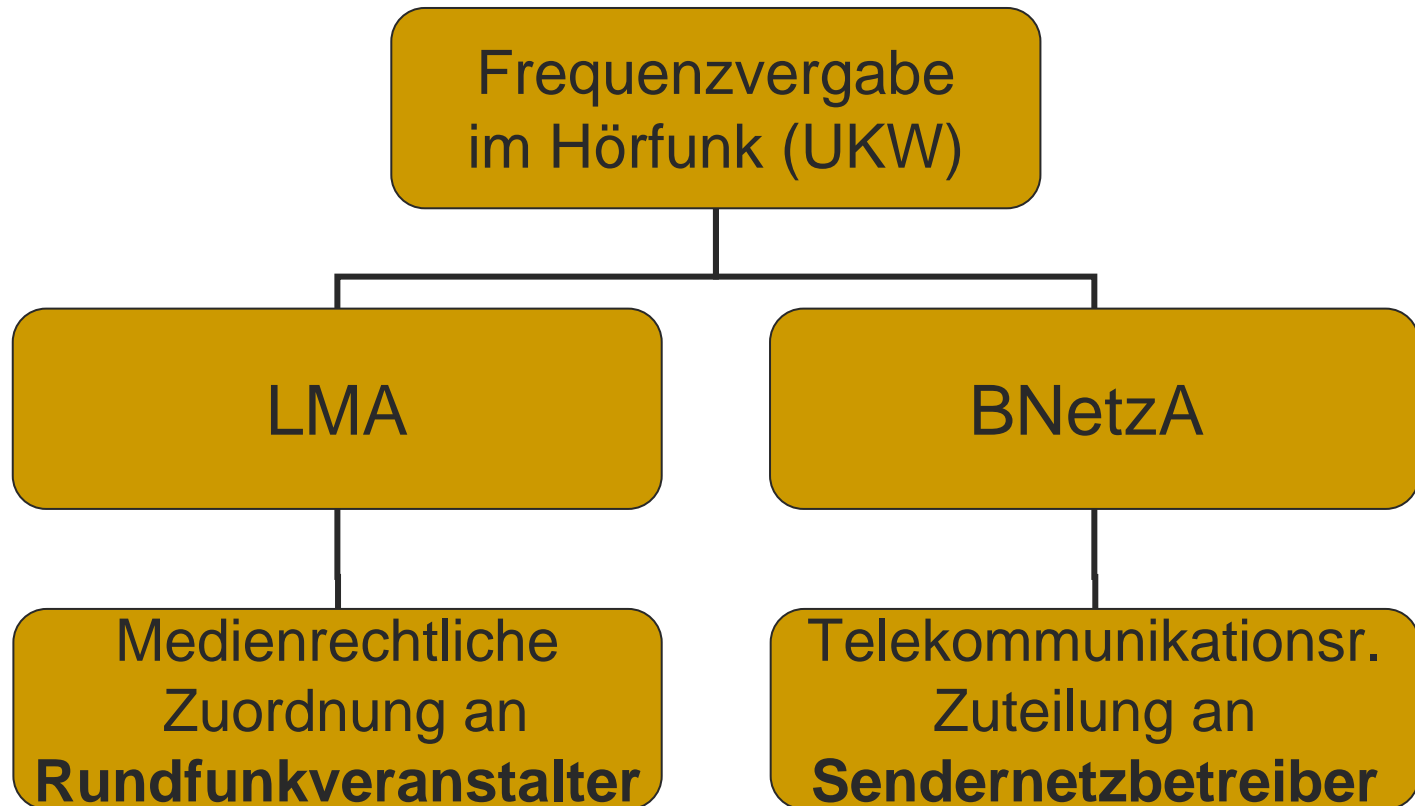 Frequenzvergabe
im Hörfunk (UKW)
LMA
BNetzA
Medienrechtliche
Zuordnung an
Rundfunkveranstalter
Telekommunikationsr.
Zuteilung an
Sendernetzbetreiber